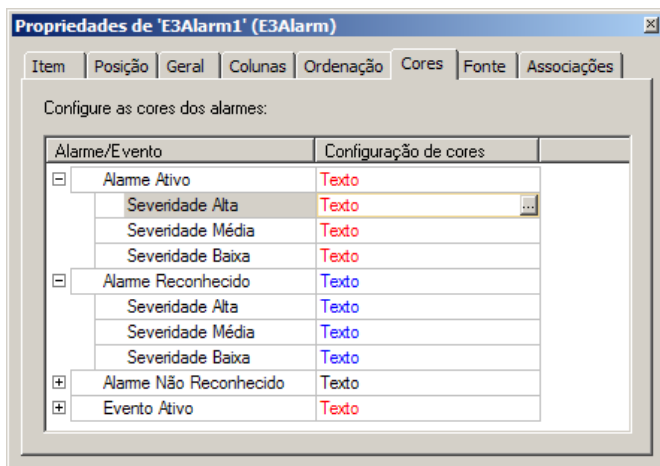 Propriedades de 'E3Alarm1' (E3Alarm)
Item Posição Geral Colunas Ordenação Cores Fonte Associações
Configure as cores dos alarmes:
Alarme/Evento Configuração de cores
Alarme Ativo Texto
Severidade Alta Texto ...
Severidade Média Texto
Severidade Baixa Texto
Alarme Reconhecido Texto
Severidade Alta Texto
Severidade Média Texto
Severidade Baixa Texto
Alarme Não Reconhecido Texto
Evento Ativo Texto